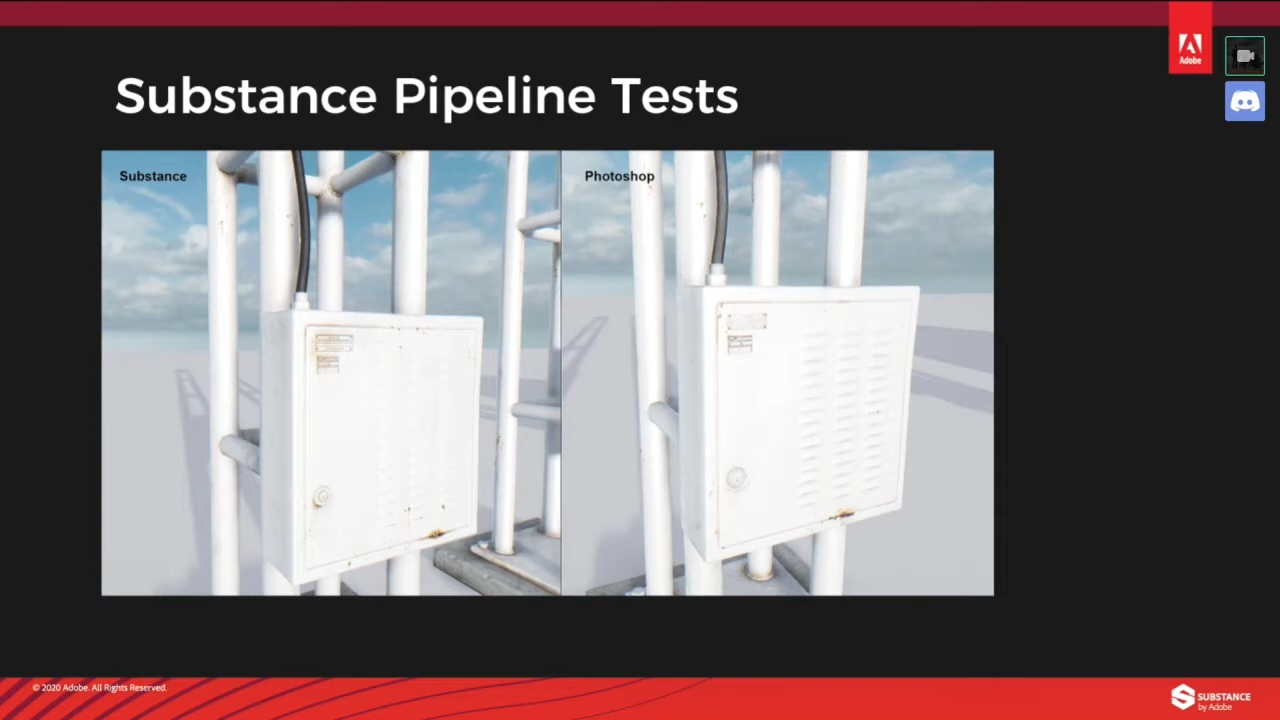 Adobe
Substance Pipeline Tests
Substance
Photoshop
© 2020 Adobe. All Rights Reserved.
SUBSTANCE
by Adobe